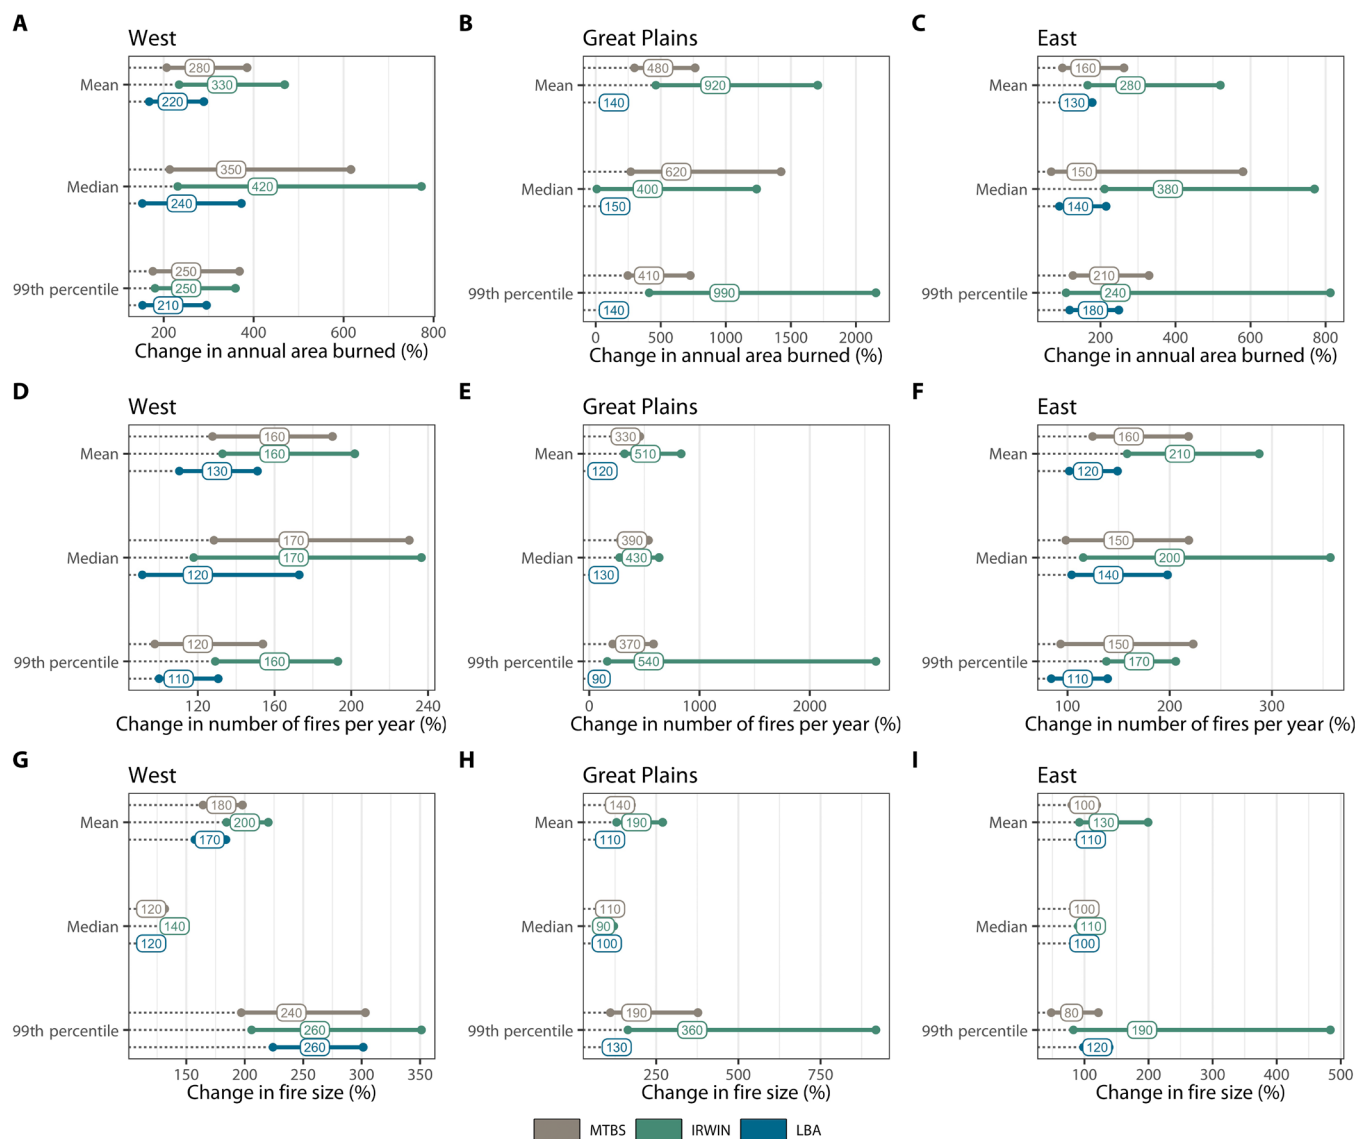 A
West
Mean
280
330
220
Median
350
420
240
99th percentile
250
250
210
200 400 600 800
Change in annual area burned (%)
B
Great Plains
Mean
480
920
140
Median
620
400
150
99th percentile
410
990
140
0 500 1000 1500 2000
Change in annual area burned (%)
C
East
Mean
160
280
130
Median
150
380
140
99th percentile
210
240
180
200 400 600 800
Change in annual area burned (%)
D
West
Mean
160
160
130
Median
170
170
120
99th percentile
120
160
110
120 160 200 240
Change in number of fires per year (%)
E
Great Plains
Mean
330
510
120
Median
390
430
130
99th percentile
370
540
90
0 1000 2000
Change in number of fires per year (%)
F
East
Mean
160
210
120
Median
150
200
140
99th percentile
150
170
110
100 200 300
Change in number of fires per year (%)
G
West
Mean
180
200
170
Median
120
140
120
99th percentile
240
260
260
150 200 250 300 350
Change in fire size (%)
H
Great Plains
Mean
140
190
110
Median
110
90
100
99th percentile
190
360
130
250 500 750
Change in fire size (%)
I
East
Mean
100
130
110
Median
100
110
100
99th percentile
80
190
120
100 200 300 400 500
Change in fire size (%)
MTBS IRWIN LBA